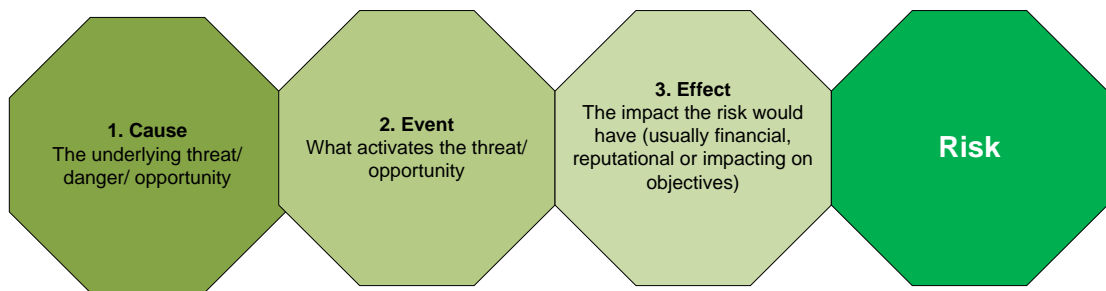 1. Cause
The underlying threat/
danger/ opportunity
2. Event
What activates the threat/
opportunity
3. Effect
The impact the risk would
have (usually financial,
reputational or impacting on
objectives)
Risk